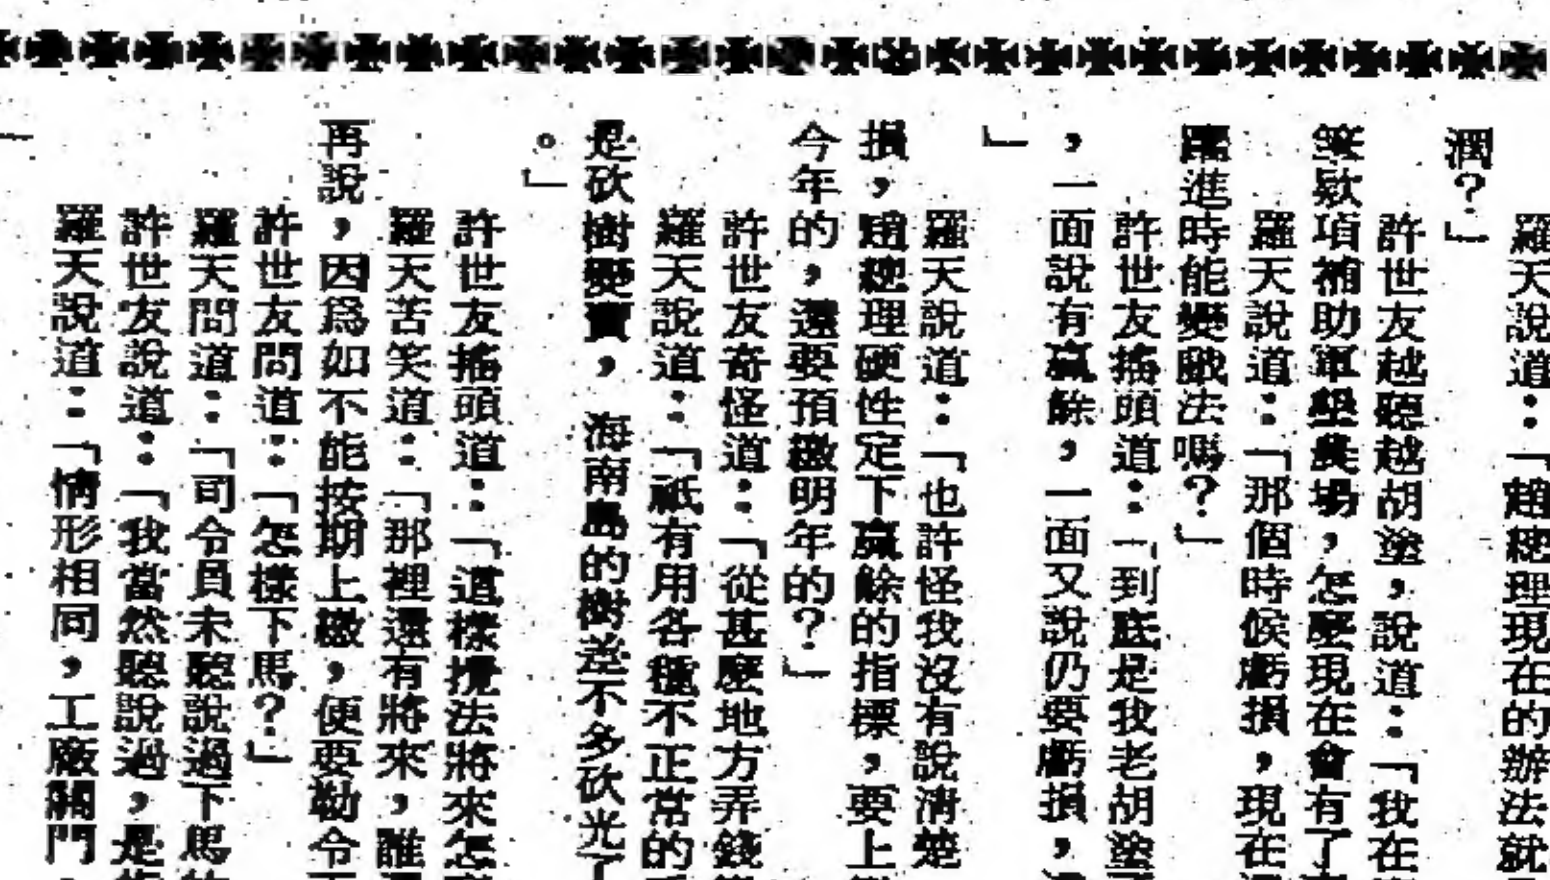 羅天說道：「趙總理現在的辦法就
潤？」
許世友越聽越胡塗，說道：「我在
笑欵項補助軍墾農場，怎麼現在會有了
羅天說道：「那個時候虧損，現在
躍進時能變戲法嗎？」
許世友搖頭道：「到底是我老胡塗
，一面說有贏餘，一面又說仍要虧損，
」
羅天說道：「也許怪我沒有說清楚
損，趙總理硬性定下贏餘的指標，要上
今年的，還要預繳明年的？」
許世友奇怪道：「從甚麼地方弄錢
羅天說道：「祇有用各種不正常的
是砍樹變賣，海南島的樹差不多砍光了
。」
許世友搖頭道：「這樣攪法將來怎
羅天苦笑道：「那裡還有將來，誰
再說，因爲如不能按期上繳，便要勒令
許世友問道：「怎樣下馬？」
羅天問道：「司令員未聽說過下馬
許世友說道：「我當然聽說過，是
羅天說道：「情形相同，工廠關門